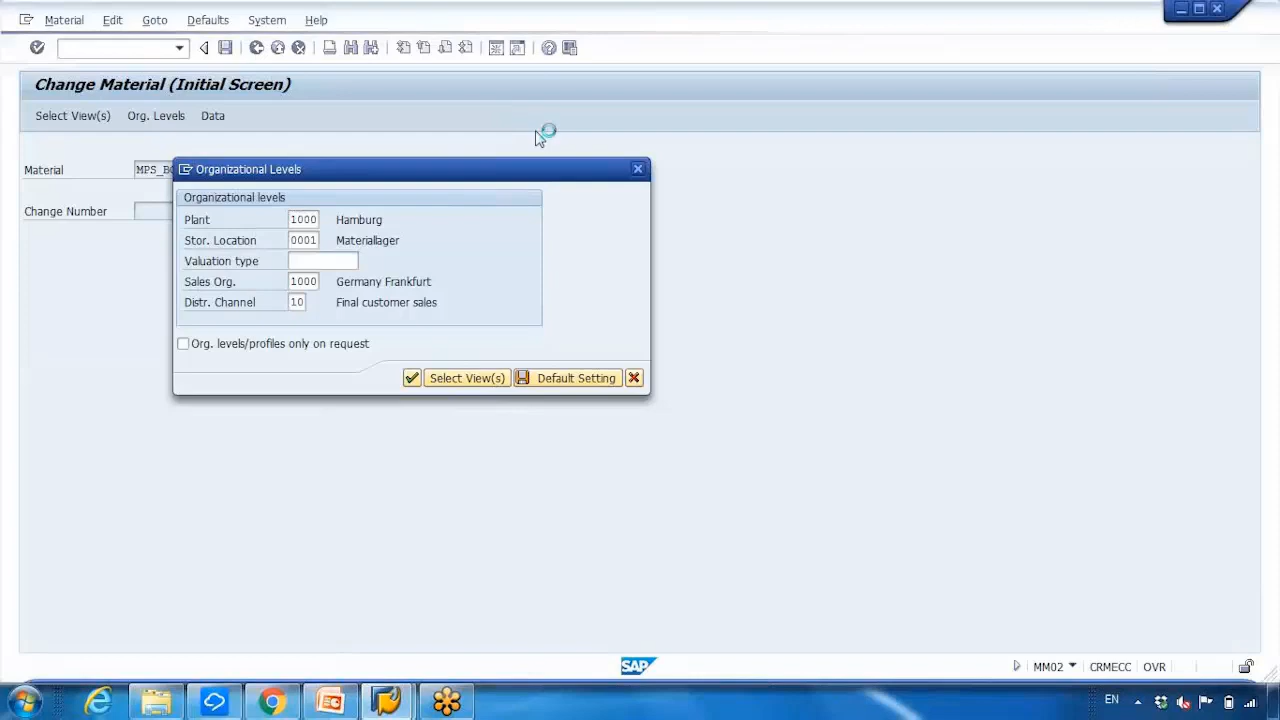 Material Edit Goto Defaults System Help
Change Material (Initial Screen)
Select View(s) Org. Levels Data
Material MPS_
Organizational Levels
Change Number
Organizational levels
Plant 1000 Hamburg
Stor. Location 0001 Materiallager
Valuation type
Sales Org. 1000 Germany Frankfurt
Distr. Channel 10 Final customer sales
Org. levels/profiles only on request
Select View(s) Default Setting
SAP MM02 CRMECC OVR
EN